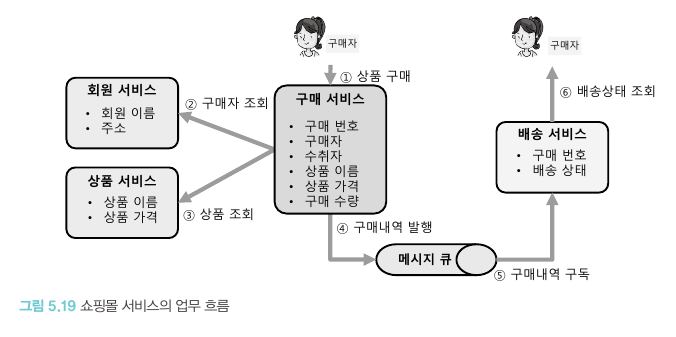 구매자
① 상품 구매
구매자
회원 서비스
• 회원 이름
• 주소
② 구매자 조회
구매 서비스
• 구매 번호
• 구매자
• 수취자
• 상품 이름
• 상품 가격
• 구매 수량
⑥ 배송상태 조회
배송 서비스
• 구매 번호
• 배송 상태
상품 서비스
• 상품 이름
• 상품 가격
③ 상품 조회
④ 구매내역 발행
메시지 큐
⑤ 구매내역 구독
그림 5.19 쇼핑몰 서비스의 업무 흐름